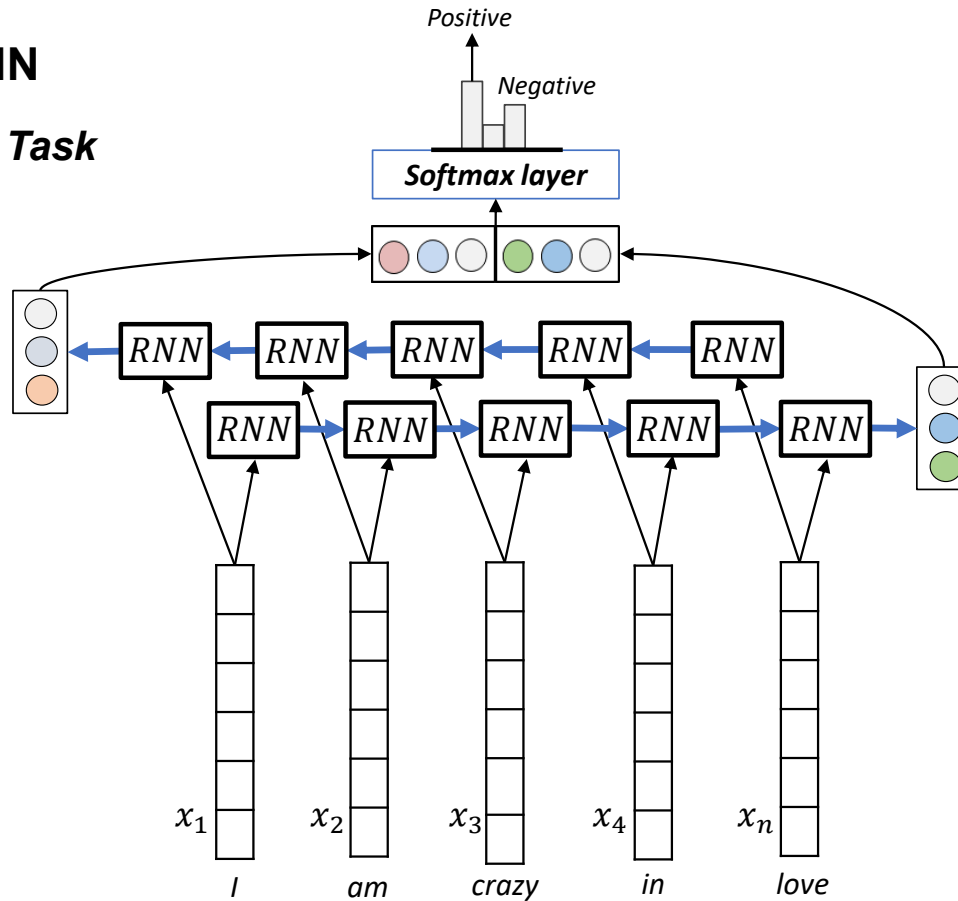 Positive
NN
Negative
Task
Softmax layer
RNN RNN RNN RNN RNN
RNN RNN RNN RNN RNN
x₁ x₂ x₃ x₄ xₙ
I am crazy in love